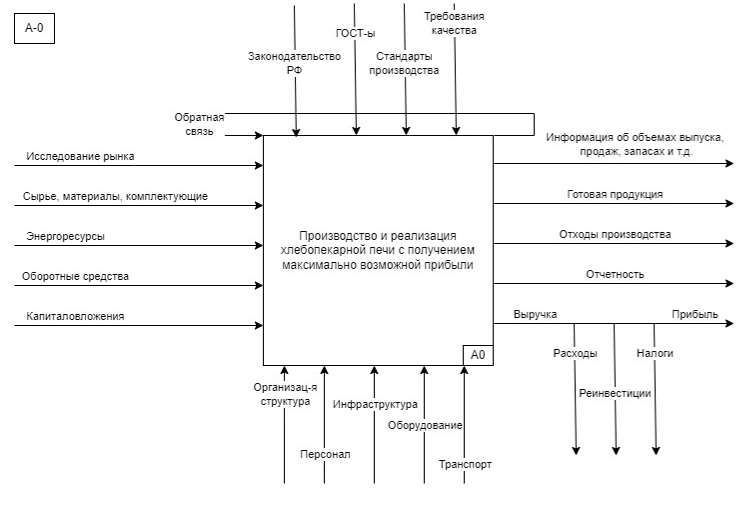 А-0
Требования
качества
ГОСТ-ы
Законодательство
РФ
Стандарты
производства
Обратная
связь
Исследование рынка
Сырье, материалы, комплектующие
Энергоресурсы
Оборотные средства
Капиталовложения
Производство и реализация
хлебопекарной печи с получением
максимально возможной прибыли
А0
Информация об объемах выпуска,
продаж, запасах и т.д.
Готовая продукция
Отходы производства
Отчетность
Выручка
Прибыль
Расходы
Налоги
Реинвестиции
Организац-я
структура
Инфраструктура
Оборудование
Персонал
Транспорт